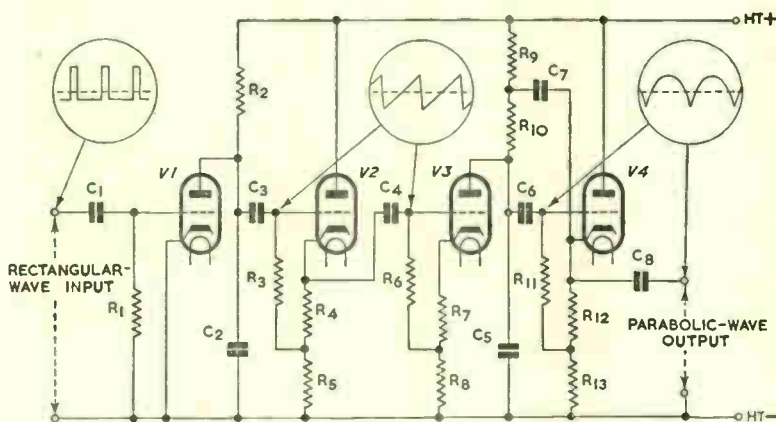 HT+
R9
C7
R2
R10
V1
V2
V3
V4
C1
C3
C4
C6
C8
RECTANGULAR-
WAVE INPUT
R1
R3
R4
R6
R7
R11
R12
PARABOLIC-WAVE
OUTPUT
C2
C5
R5
R8
R13
HT-